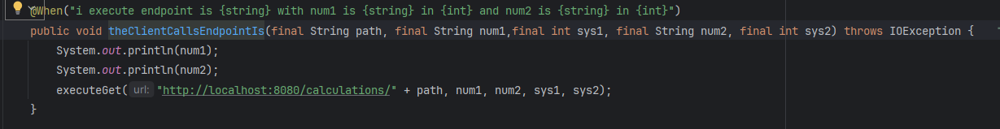 @When("i execute endpoint is {string} with num1 is {string} in {int} and num2 is {string} in {int}")
public void theClientCallsEndpointIs(final String path, final String num1,final int sys1, final String num2, final int sys2) throws IOException {
System.out.println(num1);
System.out.println(num2);
executeGet( url: "http://localhost:8080/calculations/" + path, num1, num2, sys1, sys2);
}